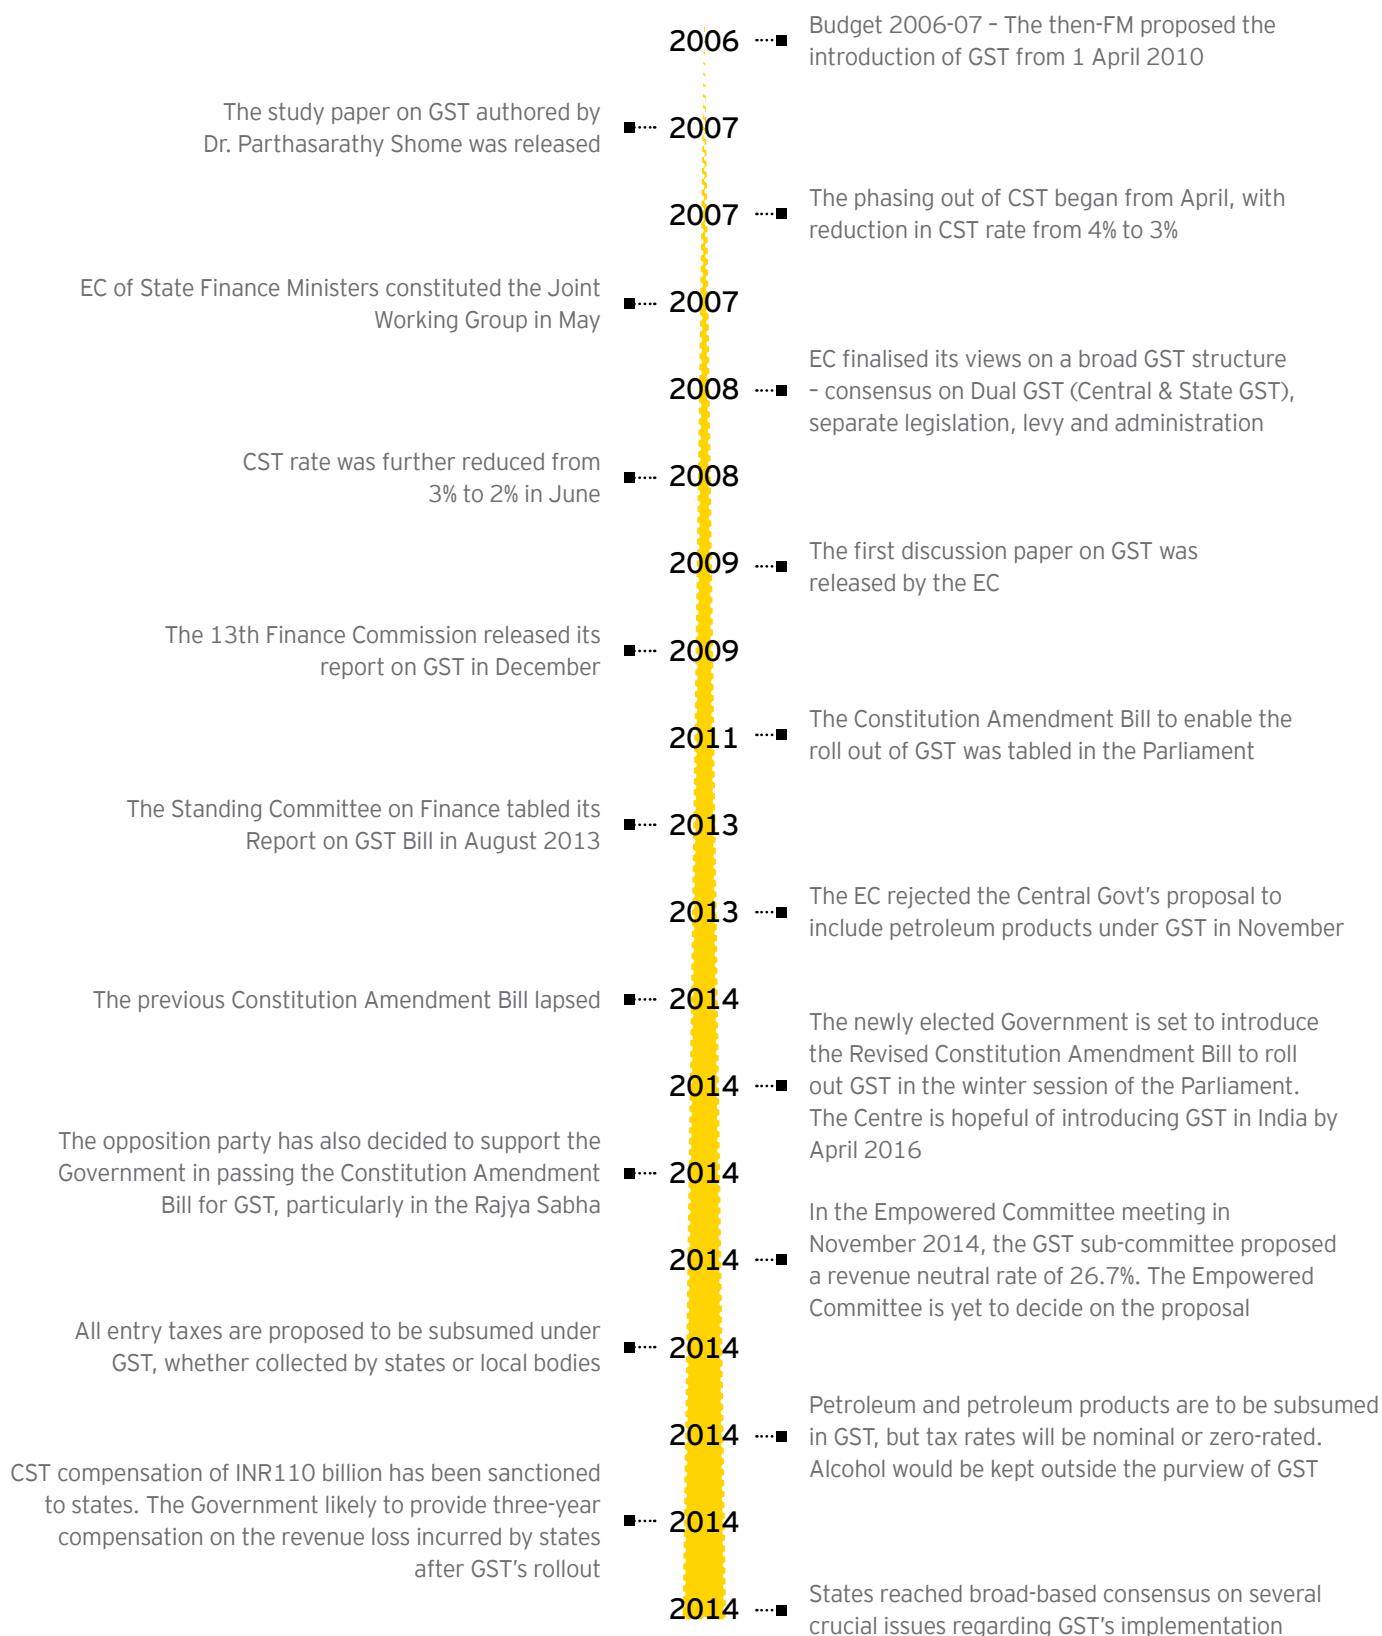 2006
Budget 2006-07 – The then-FM proposed the
introduction of GST from 1 April 2010
The study paper on GST authored by
Dr. Parthasarathy Shome was released
2007
2007
The phasing out of CST began from April, with
reduction in CST rate from 4% to 3%
EC of State Finance Ministers constituted the Joint
Working Group in May
2007
2008
EC finalised its views on a broad GST structure
– consensus on Dual GST (Central & State GST),
separate legislation, levy and administration
CST rate was further reduced from
3% to 2% in June
2008
2009
The first discussion paper on GST was
released by the EC
The 13th Finance Commission released its
report on GST in December
2009
2011
The Constitution Amendment Bill to enable the
roll out of GST was tabled in the Parliament
The Standing Committee on Finance tabled its
Report on GST Bill in August 2013
2013
2013
The EC rejected the Central Govt's proposal to
include petroleum products under GST in November
The previous Constitution Amendment Bill lapsed
2014
2014
The newly elected Government is set to introduce
the Revised Constitution Amendment Bill to roll
out GST in the winter session of the Parliament.
The Centre is hopeful of introducing GST in India by
April 2016
The opposition party has also decided to support the
Government in passing the Constitution Amendment
Bill for GST, particularly in the Rajya Sabha
2014
2014
In the Empowered Committee meeting in
November 2014, the GST sub-committee proposed
a revenue neutral rate of 26.7%. The Empowered
Committee is yet to decide on the proposal
All entry taxes are proposed to be subsumed under
GST, whether collected by states or local bodies
2014
2014
Petroleum and petroleum products are to be subsumed
in GST, but tax rates will be nominal or zero-rated.
Alcohol would be kept outside the purview of GST
CST compensation of INR110 billion has been sanctioned
to states. The Government likely to provide three-year
compensation on the revenue loss incurred by states
after GST's rollout
2014
2014
States reached broad-based consensus on several
crucial issues regarding GST's implementation